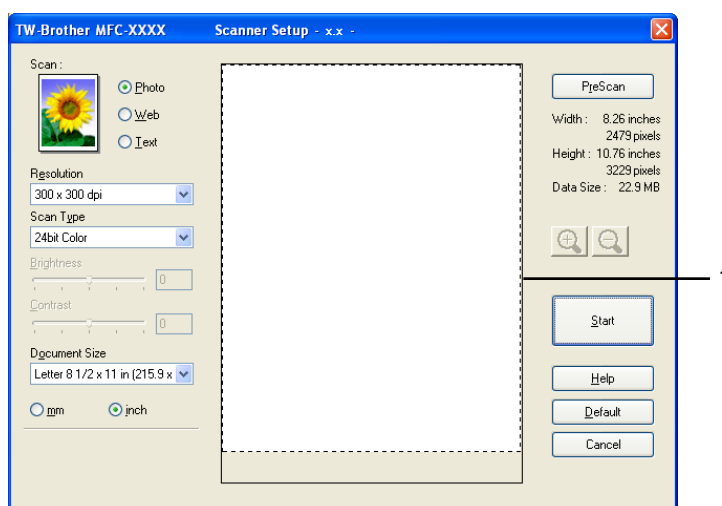 TW-Brother MFC-XXXX Scanner Setup - x.x -
Scan :
Photo
Web
Text
Resolution
300 x 300 dpi
Scan Type
24bit Color
Brightness
0
Contrast
0
Document Size
Letter 8 1/2 x 11 in (215.9 x
mm inch
PreScan
Width : 8.26 inches
2479 pixels
Height : 10.76 inches
3229 pixels
Data Size : 22.9 MB
Start
Help
Default
Cancel